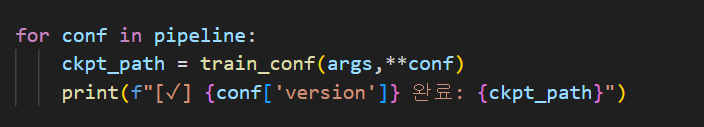 for conf in pipeline:
    ckpt_path = train_conf(args,**conf)
    print(f"[✓] {conf['version']} 완료: {ckpt_path}")